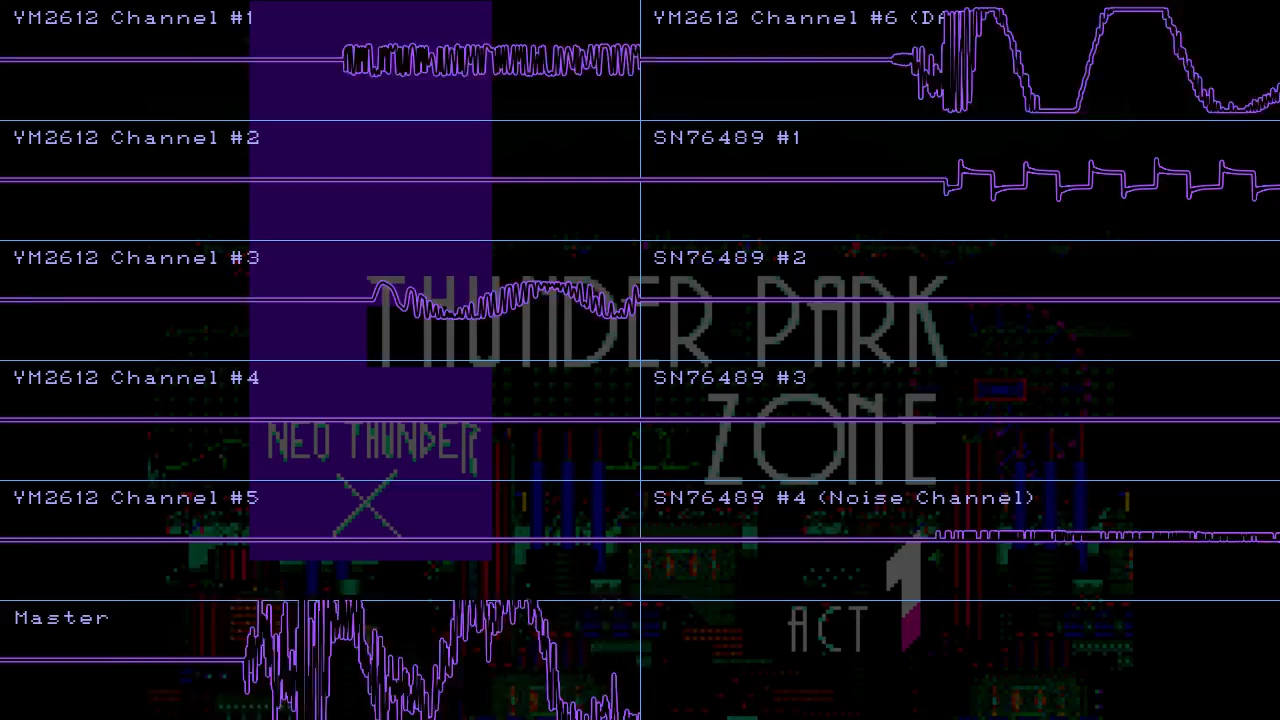 YM2612 Channel #1
YM2612 Channel #6 (DA
YM2612 Channel #2
SN76489 #1
YM2612 Channel #3
SN76489 #2
THUNDER PARK
YM2612 Channel #4
SN76489 #3
ZONE
NEO THUNDER
X
YM2612 Channel #5
SN76489 #4 (Noise Channel)
1
ACT
Master